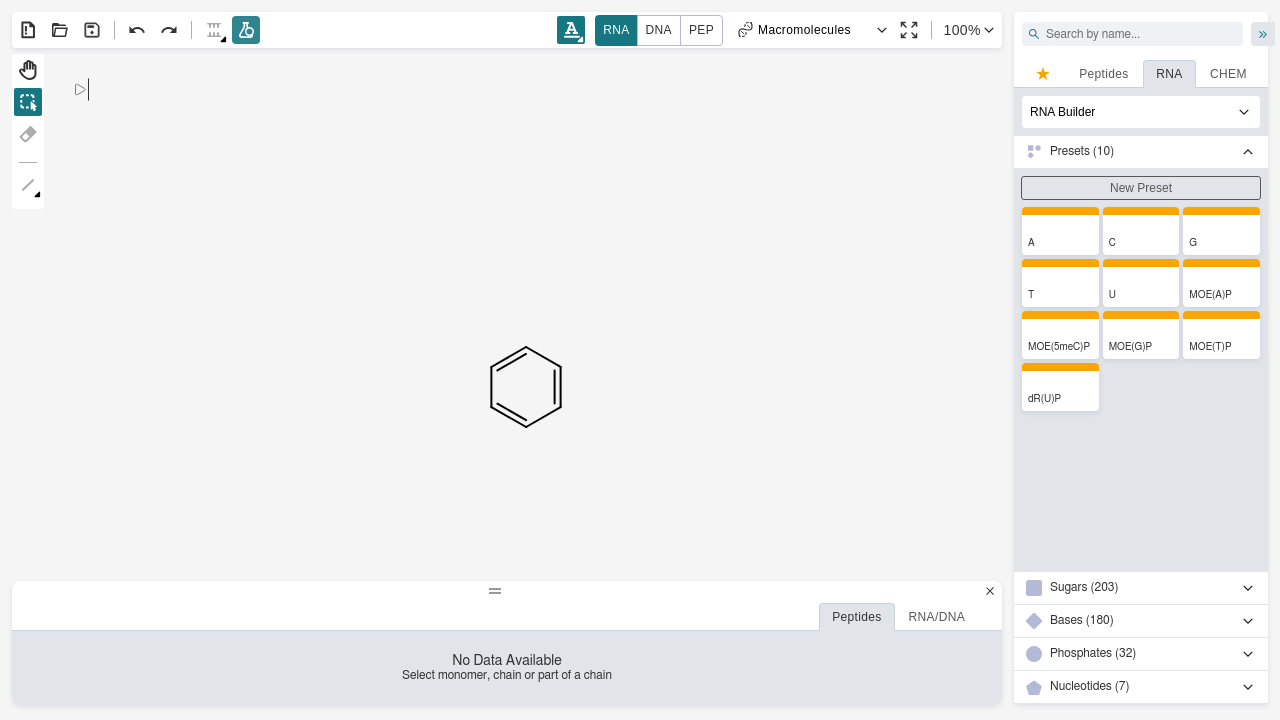 A
RNA
DNA
PEP
Macromolecules
100%
Search by name...
Peptides
RNA
CHEM
RNA Builder
Presets (10)
New Preset
A
C
G
T
U
MOE(A)P
MOE(5meC)P
MOE(G)P
MOE(T)P
dR(U)P
Sugars (203)
Bases (180)
Phosphates (32)
Nucleotides (7)
Peptides
RNA/DNA
No Data Available
Select monomer, chain or part of a chain